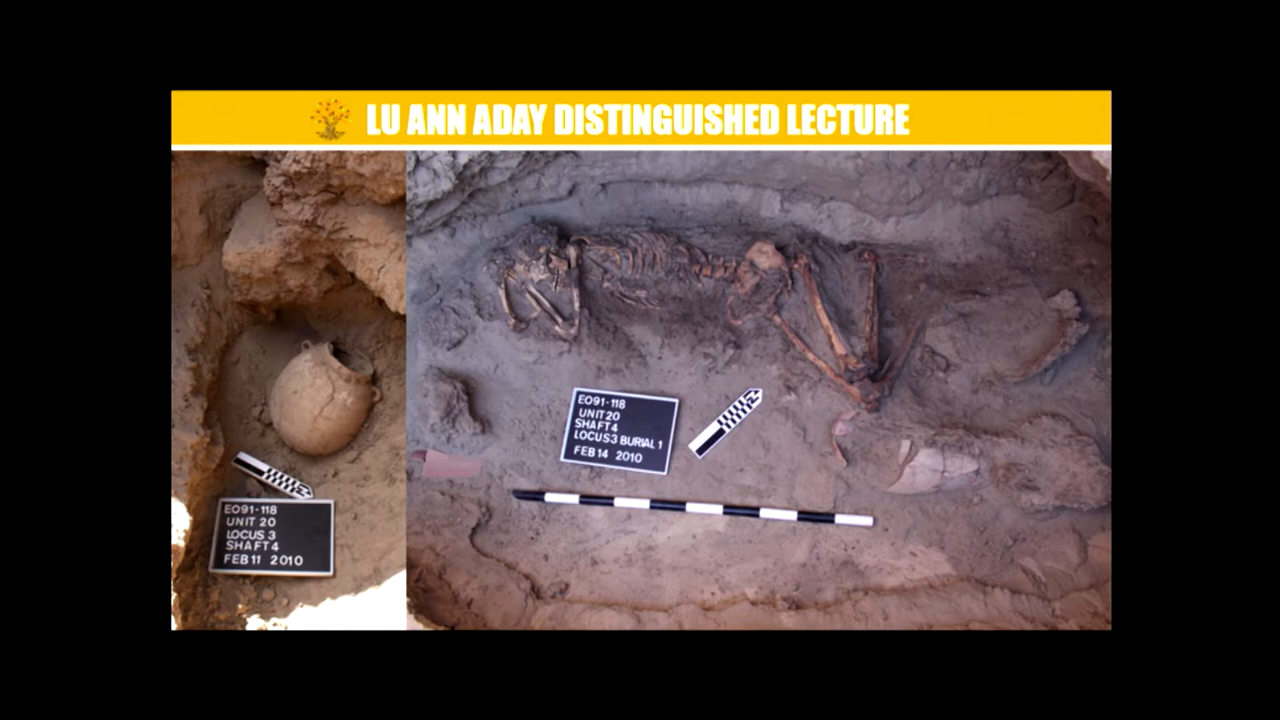 LU ANN ADAY DISTINGUISHED LECTURE
EO91-118
UNIT 20
LOCUS 3
SHAFT 4
FEB 11 2010
EO91-118
UNIT 20
SHAFT 4
LOCUS 3 BURIAL 1
FEB 14 2010